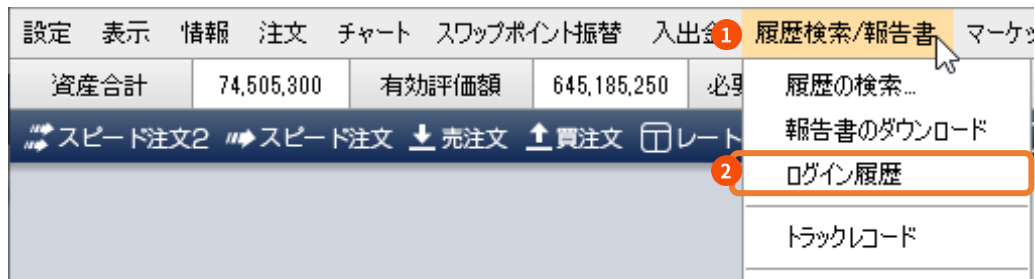 設定 表示 情報 注文 チャート スワップポイント振替 入出金 1 履歴検索/報告書 マーケッ
資産合計 74,505,300 有効評価額 645,185,250 必要
スピード注文2 スピード注文 売注文 買注文 レート
履歴の検索...
報告書のダウンロード
2 ログイン履歴
トラックレコード